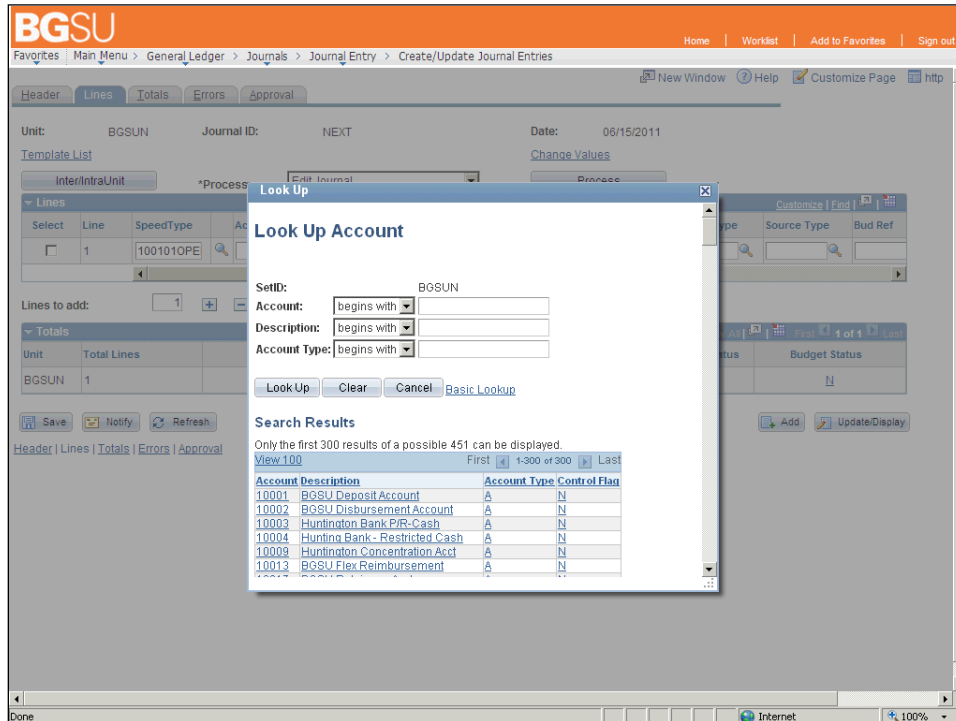 BGSU
Home | Worklist | Add to Favorites | Sign out
Favorites | Main Menu > General Ledger > Journals > Journal Entry > Create/Update Journal Entries
New Window Help Customize Page http
Header Lines Totals Errors Approval
Unit: BGSUN Journal ID: NEXT Date: 06/15/2011
Template List Change Values
Inter/IntraUnit *Process: Edit Journal Process
Lines Customize | Find |
Select Line SpeedType Ac ype Source Type Bud Ref
1 100101OPE
Lines to add: 1
Totals All | First 1 of 1 Last
Unit Total Lines atus Budget Status
BGSUN 1 N
Save Notify Refresh Add Update/Display
Header | Lines | Totals | Errors | Approval
Look Up
Look Up Account
SetID: BGSUN
Account: begins with
Description: begins with
Account Type: begins with
Look Up Clear Cancel Basic Lookup
Search Results
Only the first 300 results of a possible 451 can be displayed.
View 100 First 1-300 of 300 Last
Account Description Account Type Control Flag
10001 BGSU Deposit Account A N
10002 BGSU Disbursement Account A N
10003 Huntington Bank P/R-Cash A N
10004 Hunting Bank - Restricted Cash A N
10009 Huntington Concentration Acct A N
10013 BGSU Flex Reimbursement A N
Done Internet 100%